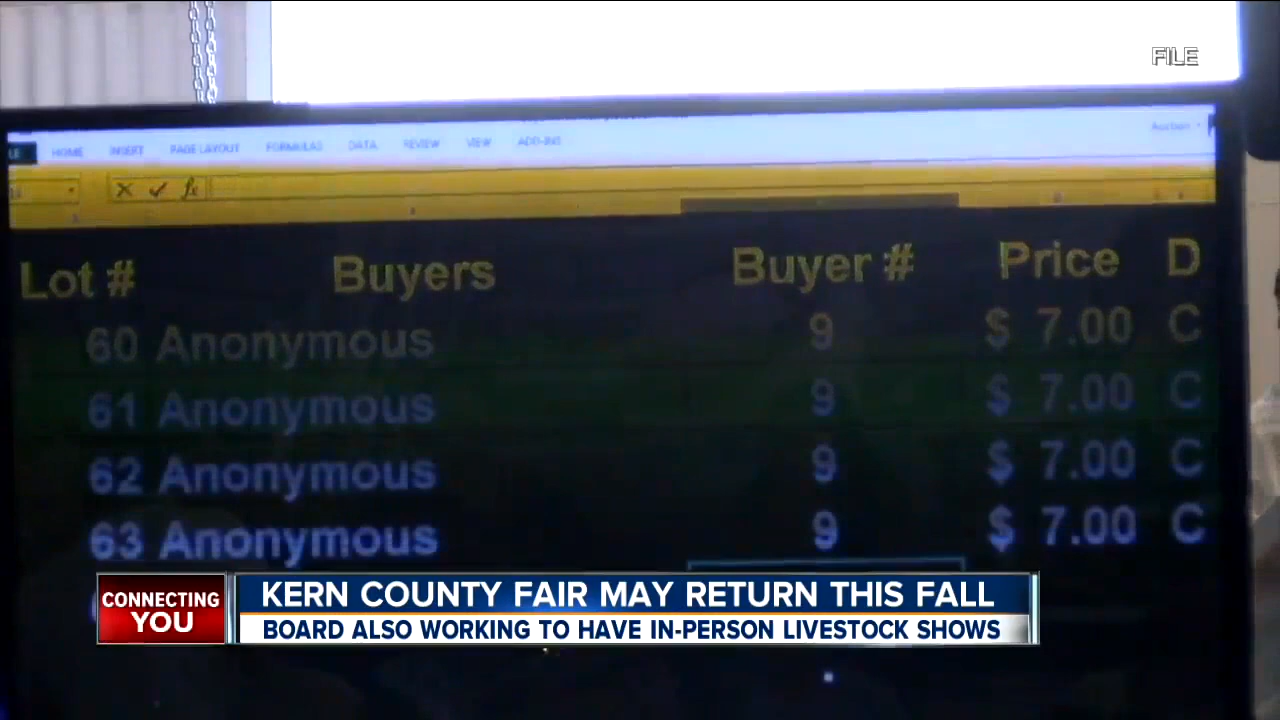 FILE
HOME INSERT PAGE LAYOUT FORMULAS DATA REVIEW VIEW ADD-INS
Lot # Buyers Buyer # Price D
60 Anonymous 9 $ 7.00 C
61 Anonymous 9 $ 7.00 C
62 Anonymous 9 $ 7.00 C
63 Anonymous 9 $ 7.00 C
CONNECTING
YOU
KERN COUNTY FAIR MAY RETURN THIS FALL
BOARD ALSO WORKING TO HAVE IN-PERSON LIVESTOCK SHOWS